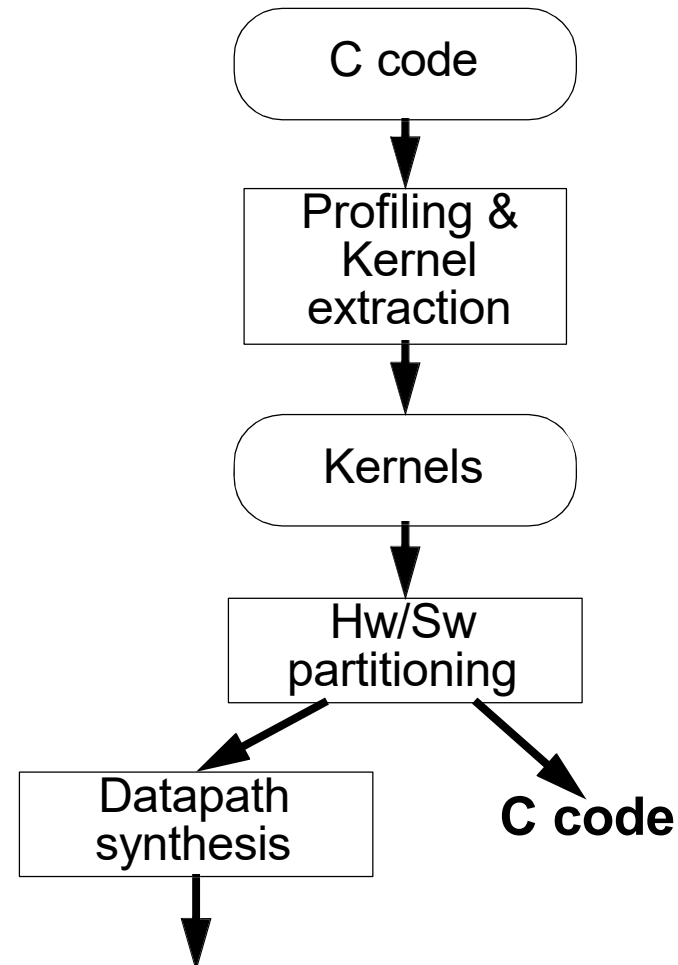 C code
Profiling &
Kernel
extraction
Kernels
Hw/Sw
partitioning
Datapath
synthesis
C code